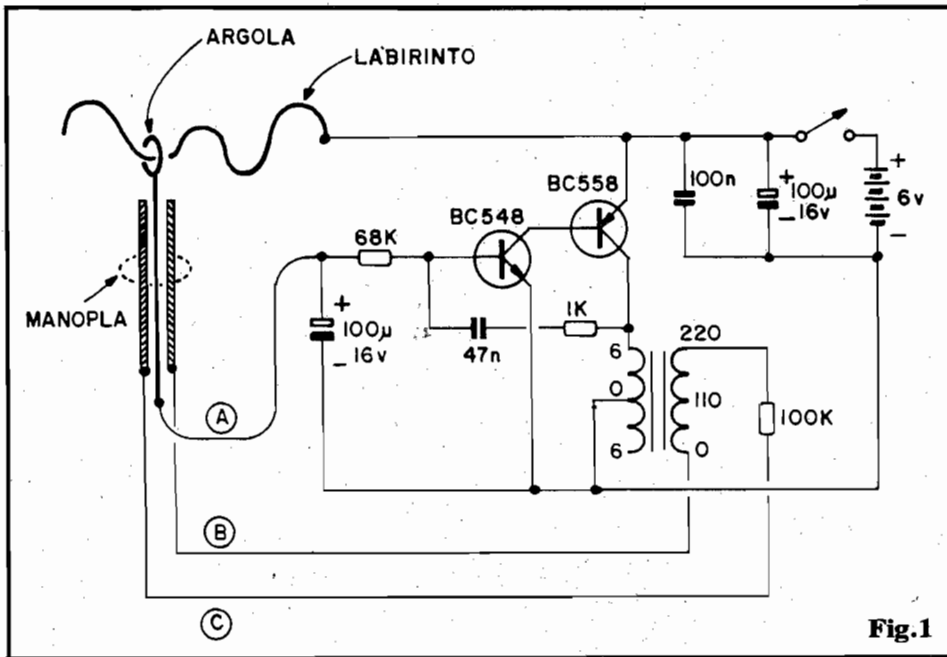 ARGOLA
LABIRINTO
MANOPLA
A
B
C
+
100µ
- 16v
68K
47n
1K
BC548
BC558
6
0
6
220
110
0
100K
100n
+
100µ
- 16v
+
6v
-
Fig.1